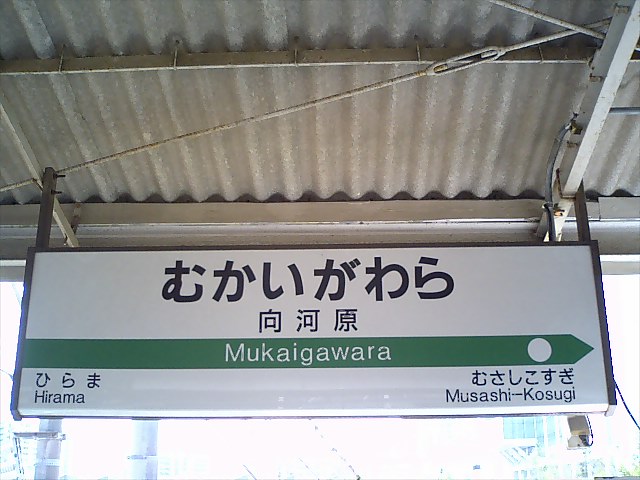 むかいがわら
向河原
Mukaigawara
ひらま
Hirama
むさしこすぎ
Musashi-Kosugi